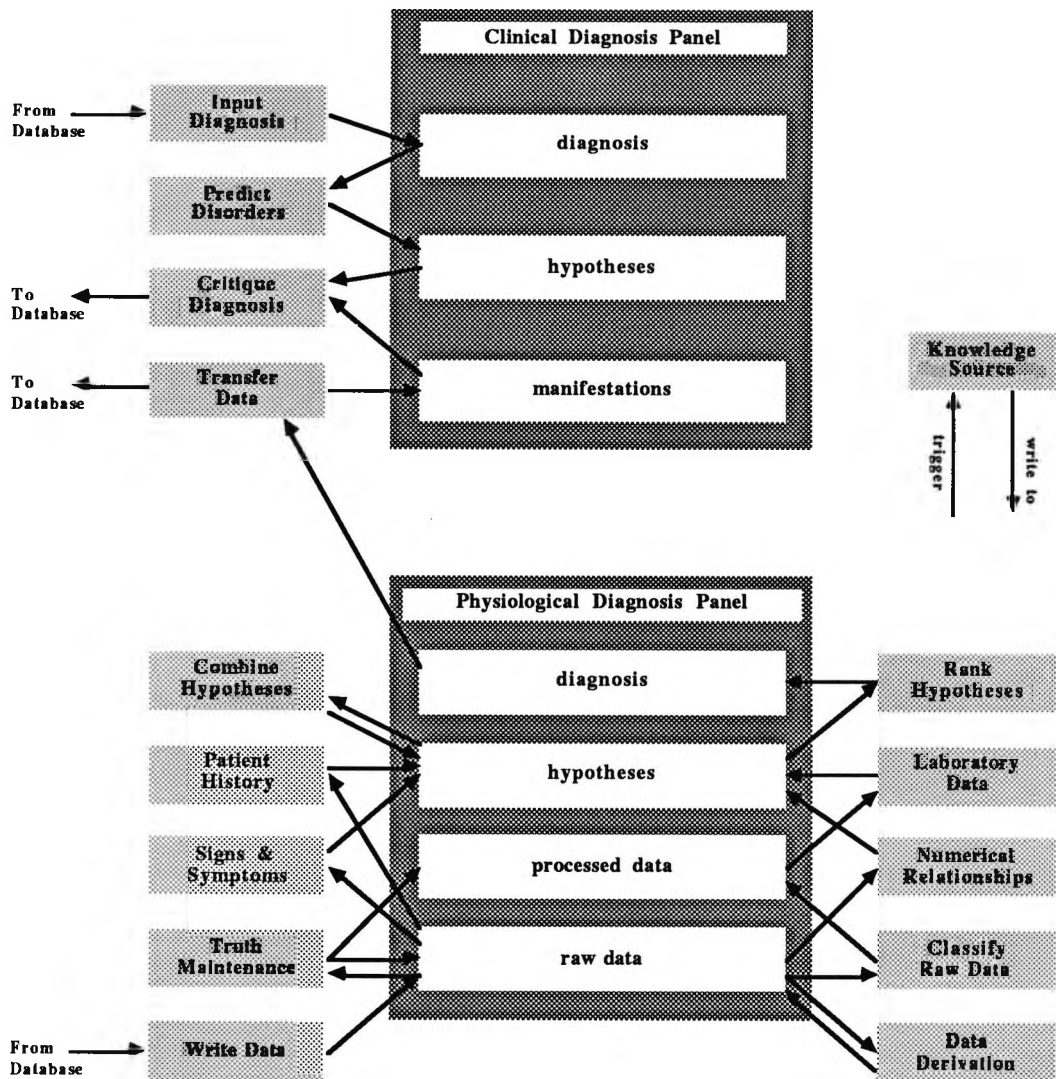 Clinical Diagnosis Panel
From
Database
Input
Diagnosis
diagnosis
Predict
Disorders
hypotheses
To
Database
Critique
Diagnosis
To
Database
Transfer
Data
manifestations
Knowledge
Source
trigger
write to
Physiological Diagnosis Panel
Combine
Hypotheses
diagnosis
Rank
Hypotheses
Patient
History
hypotheses
Laboratory
Data
Signs &
Symptoms
processed data
Numerical
Relationships
Truth
Maintenance
raw data
Classify
Raw Data
From
Database
Write Data
Data
Derivation